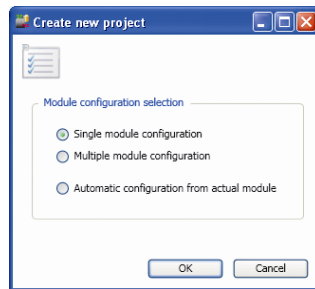 Create new project
Module configuration selection
Single module configuration
Multiple module configuration
Automatic configuration from actual module
OK
Cancel